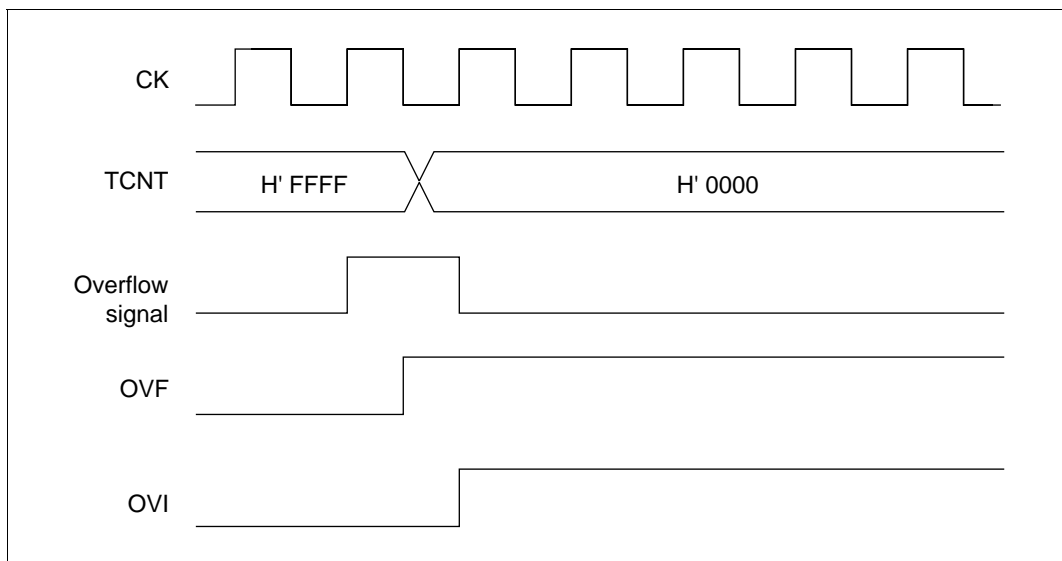 CK
TCNT
H' FFFF
H' 0000
Overflow
signal
OVF
OVI